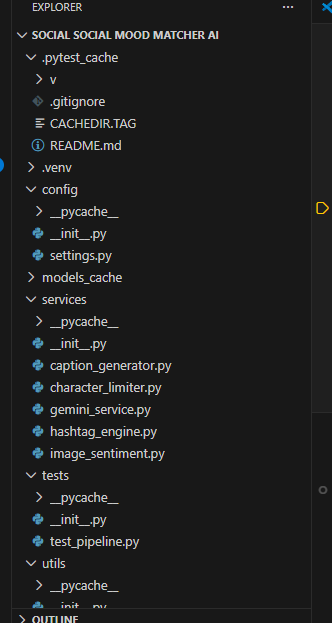 EXPLORER
SOCIAL SOCIAL MOOD MATCHER AI
.pytest_cache
v
.gitignore
CACHEDIR.TAG
README.md
.venv
config
__pycache__
__init__.py
settings.py
models_cache
services
__pycache__
__init__.py
caption_generator.py
character_limiter.py
gemini_service.py
hashtag_engine.py
image_sentiment.py
tests
__pycache__
__init__.py
test_pipeline.py
utils
__pycache__
__init__.py
OUTLINE